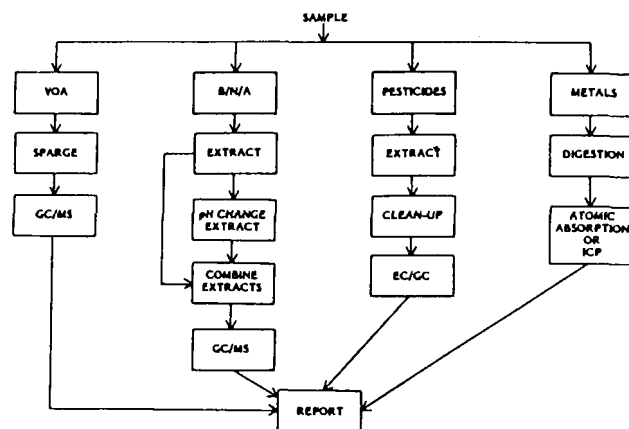 SAMPLE
VOA
B/N/A
PESTICIDES
METALS
SPARGE
EXTRACT
EXTRACT
DIGESTION
GC/MS
pH CHANGE
EXTRACT
CLEAN-UP
ATOMIC
ABSORPTION
OR
ICP
COMBINE
EXTRACTS
EC/GC
GC/MS
REPORT